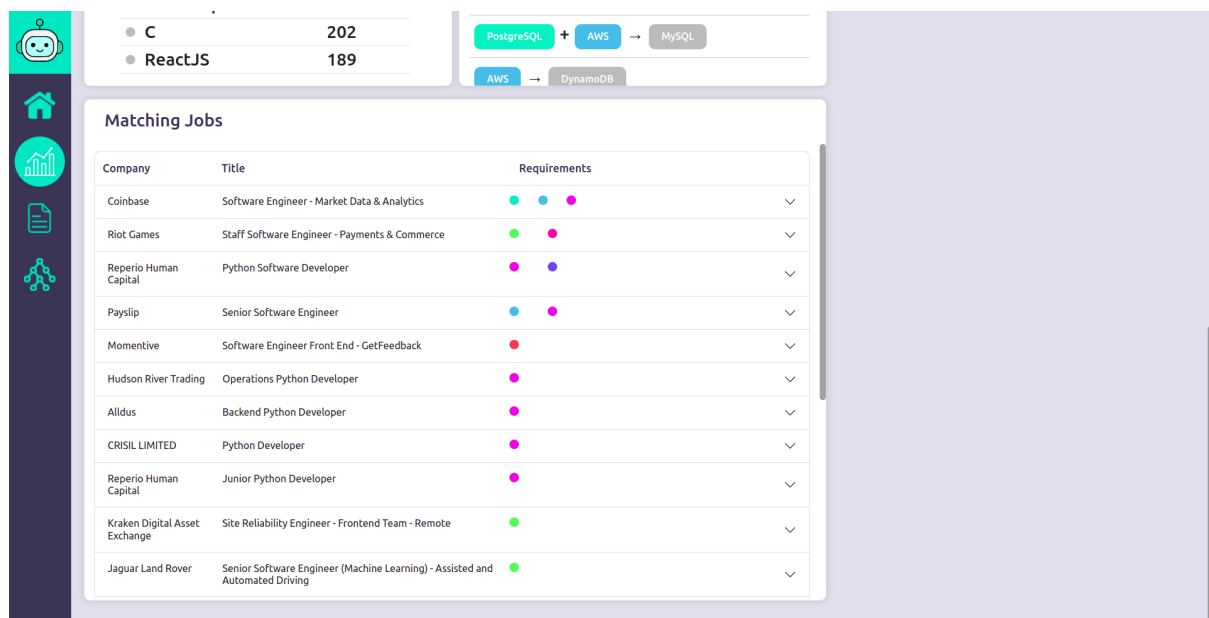 C 202
ReactJS 189
PostgreSQL + AWS → MySQL
AWS → DynamoDB
Matching Jobs
Company Title Requirements
Coinbase Software Engineer - Market Data & Analytics
Riot Games Staff Software Engineer - Payments & Commerce
Reperio Human Python Software Developer
Capital
Payslip Senior Software Engineer
Momentive Software Engineer Front End - GetFeedback
Hudson River Trading Operations Python Developer
Alldus Backend Python Developer
CRISIL LIMITED Python Developer
Reperio Human Junior Python Developer
Capital
Kraken Digital Asset Site Reliability Engineer - Frontend Team - Remote
Exchange
Jaguar Land Rover Senior Software Engineer (Machine Learning) - Assisted and
Automated Driving